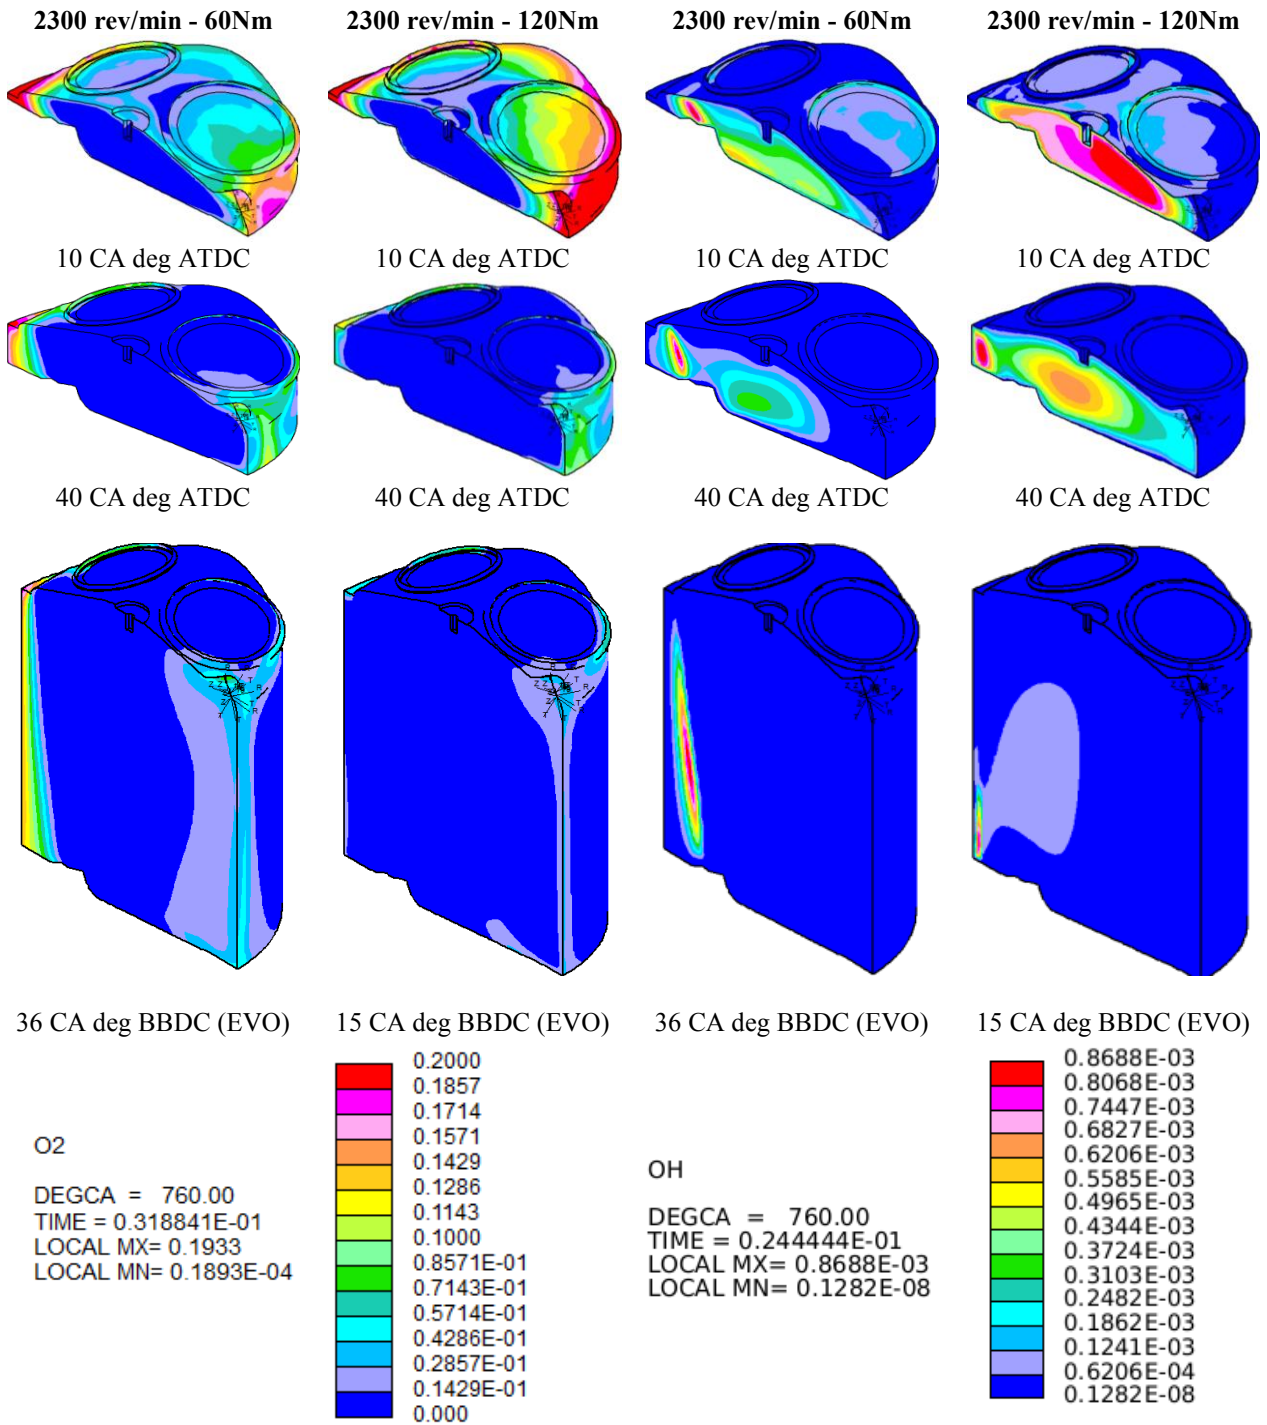 2300 rev/min - 60Nm 2300 rev/min - 120Nm 2300 rev/min - 60Nm 2300 rev/min - 120Nm
10 CA deg ATDC 10 CA deg ATDC 10 CA deg ATDC 10 CA deg ATDC
40 CA deg ATDC 40 CA deg ATDC 40 CA deg ATDC 40 CA deg ATDC
36 CA deg BBDC (EVO) 15 CA deg BBDC (EVO) 36 CA deg BBDC (EVO) 15 CA deg BBDC (EVO)
O2
DEGCA = 760.00
TIME = 0.318841E-01
LOCAL MX= 0.1933
LOCAL MN= 0.1893E-04
0.2000
0.1857
0.1714
0.1571
0.1429
0.1286
0.1143
0.1000
0.8571E-01
0.7143E-01
0.5714E-01
0.4286E-01
0.2857E-01
0.1429E-01
0.000
OH
DEGCA = 760.00
TIME = 0.244444E-01
LOCAL MX= 0.8688E-03
LOCAL MN= 0.1282E-08
0.8688E-03
0.8068E-03
0.7447E-03
0.6827E-03
0.6206E-03
0.5585E-03
0.4965E-03
0.4344E-03
0.3724E-03
0.3103E-03
0.2482E-03
0.1862E-03
0.1241E-03
0.6206E-04
0.1282E-08